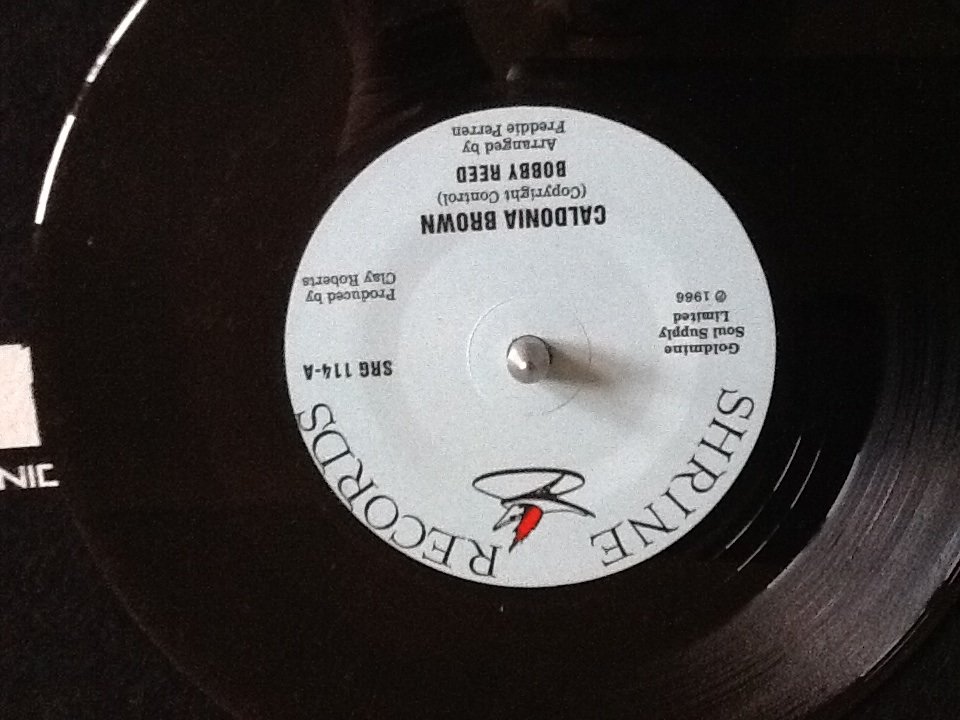 SHRINE RECORDS
Goldmine
Soul Supply
Limited
℗ 1966
SRG 114-A
Produced by
Clay Roberts
CALDONIA BROWN
(Copyright Control)
BOBBY REED
Arranged by
Freddie Perren
NIC